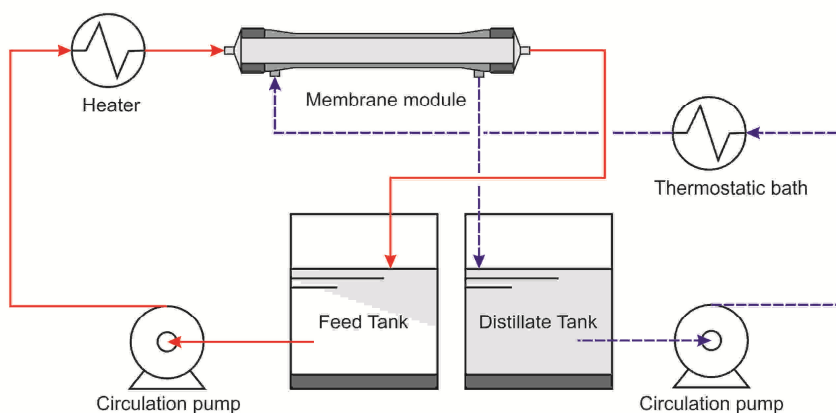 Heater
Membrane module
Thermostatic bath
Feed Tank
Distillate Tank
Circulation pump
Circulation pump